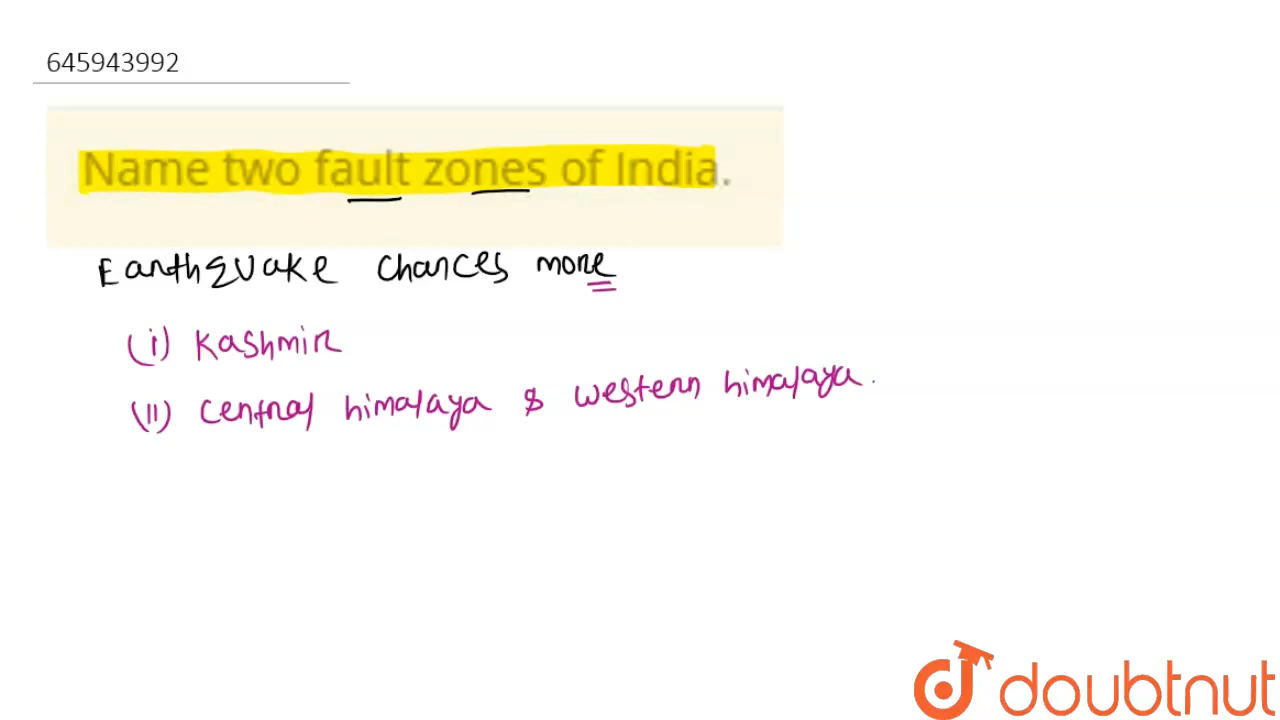 645943992
Name two fault zones of India.
Earthquake chances more
(i) Kashmir
(ii) Central himalaya & western himalaya.
doubtnut